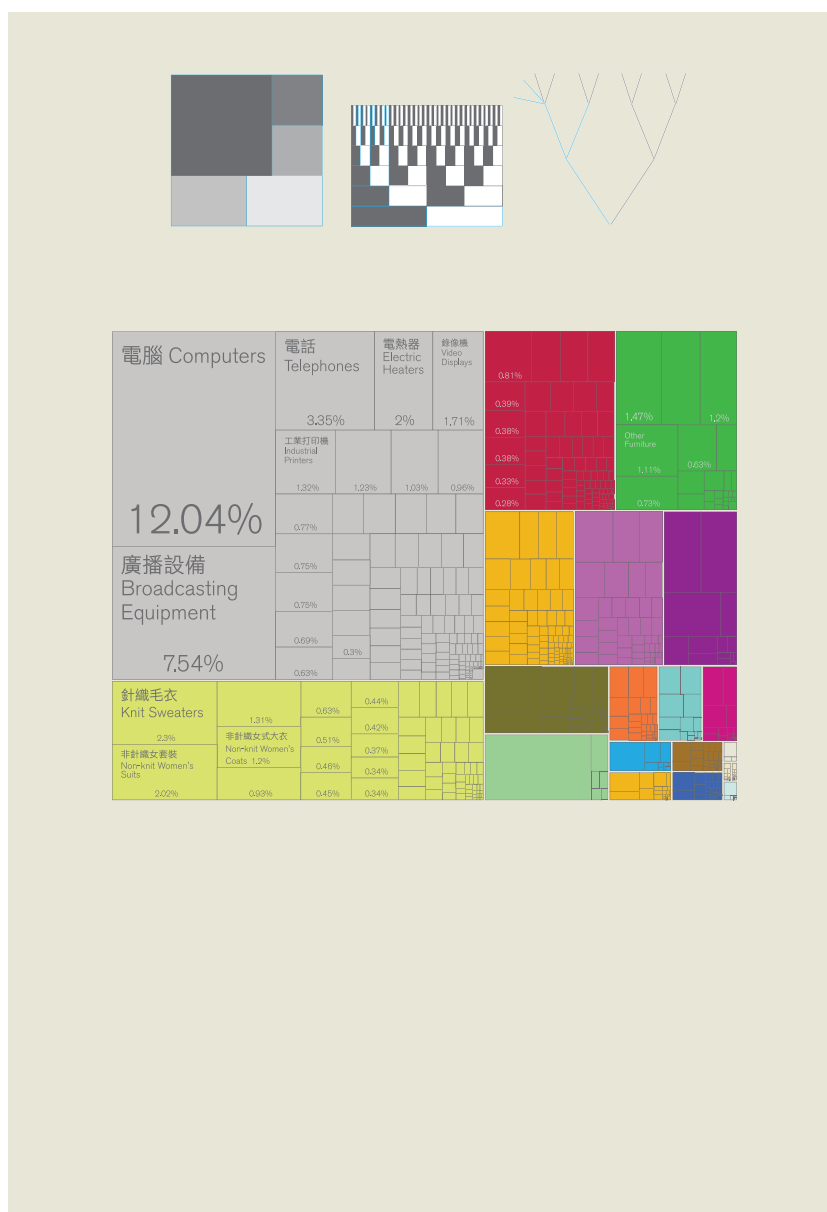 電腦 Computers
12.04%
廣播設備
Broadcasting
Equipment
7.54%
電話
Telephones
3.35%
電熱器
Electric
Heaters
2%
錄像機
Video
Displays
1.71%
工業打印機
Industrial
Printers
1.32%
1.23%
1.03%
0.96%
0.77%
0.75%
0.75%
0.69%
0.3%
0.63%
0.81%
0.39%
0.38%
0.38%
0.33%
0.28%
1.47%
1.2%
Other
Furniture
1.11%
0.63%
0.73%
針織毛衣
Knit Sweaters
2.3%
非針織女套裝
Non-knit Women's
Suits
2.02%
1.31%
非針織女式大衣
Non-knit Women's
Coats 1.2%
0.93%
0.63%
0.51%
0.46%
0.45%
0.44%
0.42%
0.37%
0.34%
0.34%